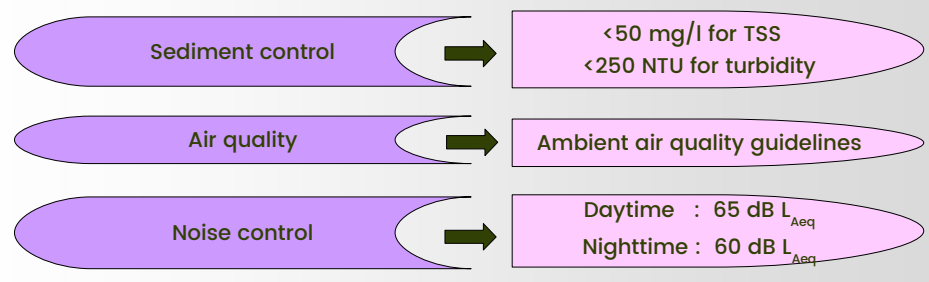 Sediment control
<50 mg/l for TSS
<250 NTU for turbidity
Air quality
Ambient air quality guidelines
Noise control
Daytime : 65 dB LAeq
Nighttime : 60 dB LAeq